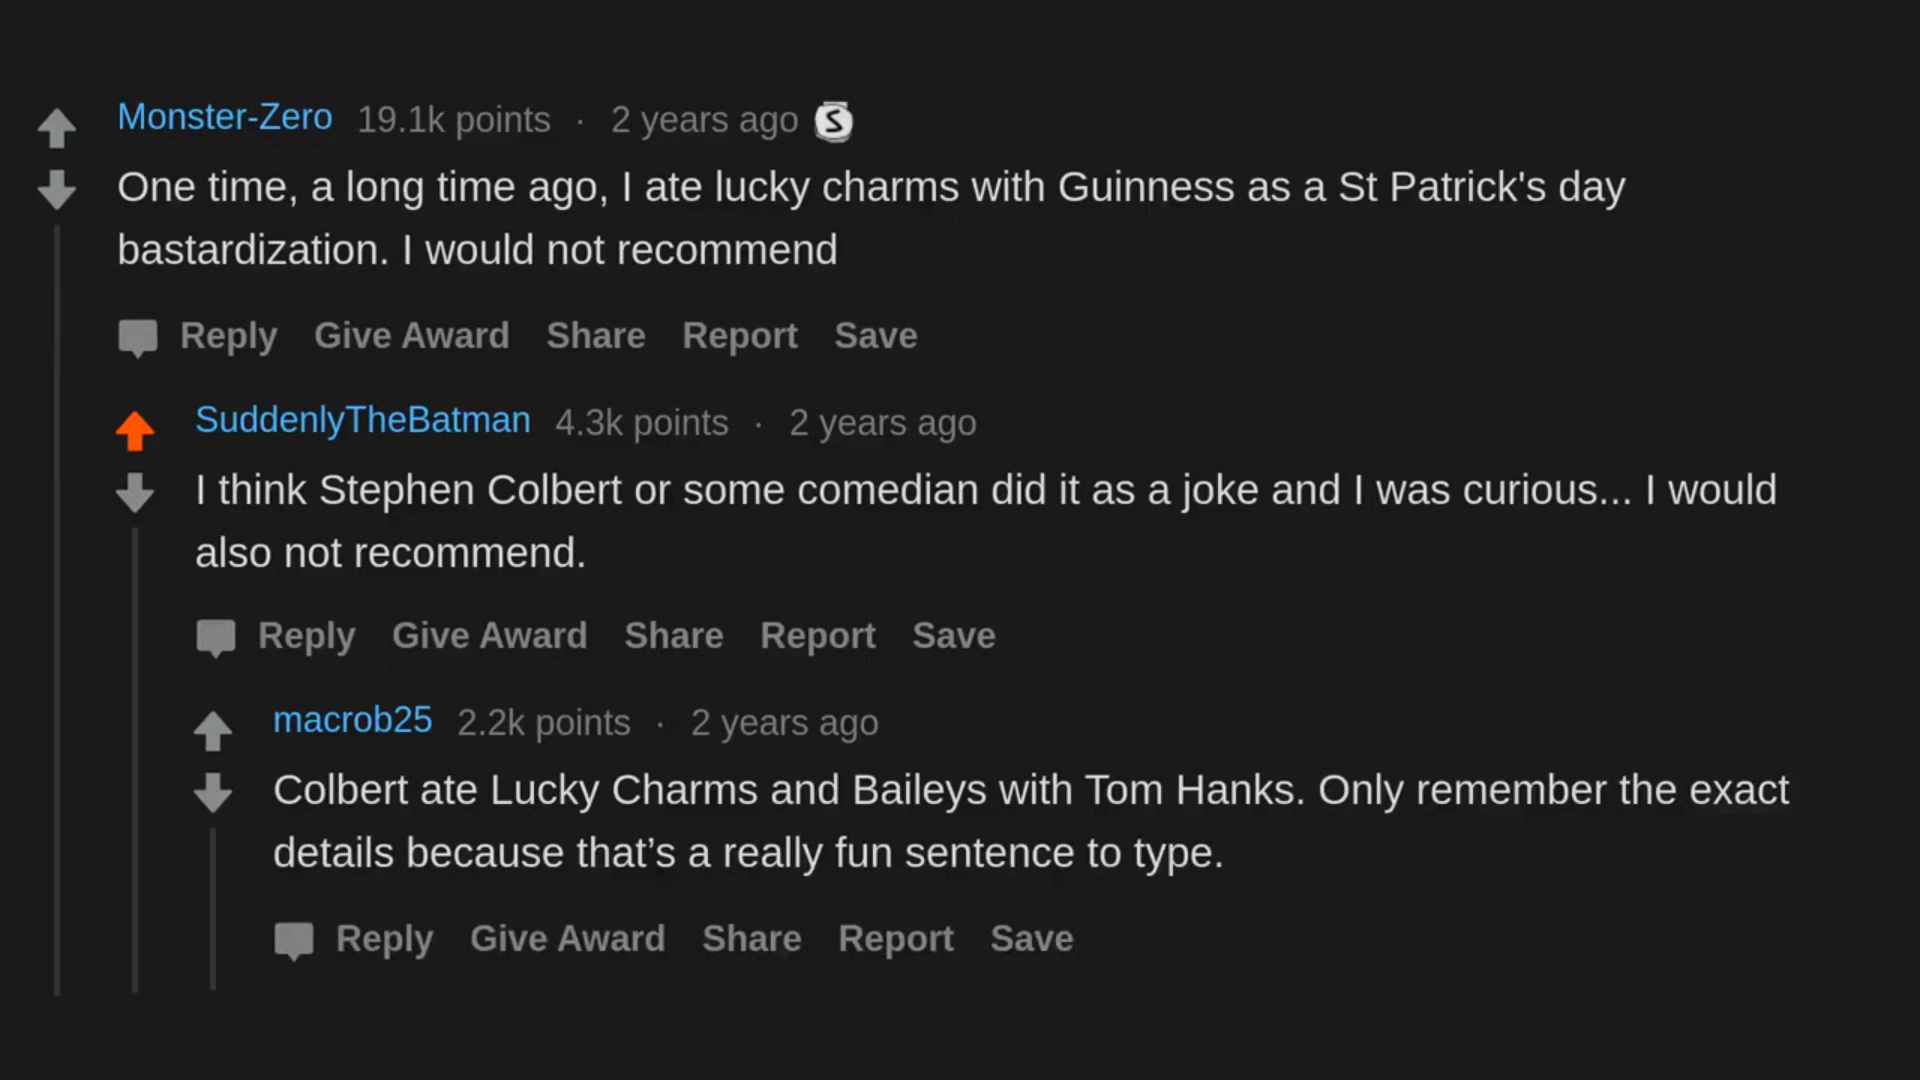 Monster-Zero 19.1k points · 2 years ago S
One time, a long time ago, I ate lucky charms with Guinness as a St Patrick's day
bastardization. I would not recommend
Reply Give Award Share Report Save
SuddenlyTheBatman 4.3k points · 2 years ago
I think Stephen Colbert or some comedian did it as a joke and I was curious... I would
also not recommend.
Reply Give Award Share Report Save
macrob25 2.2k points · 2 years ago
Colbert ate Lucky Charms and Baileys with Tom Hanks. Only remember the exact
details because that’s a really fun sentence to type.
Reply Give Award Share Report Save